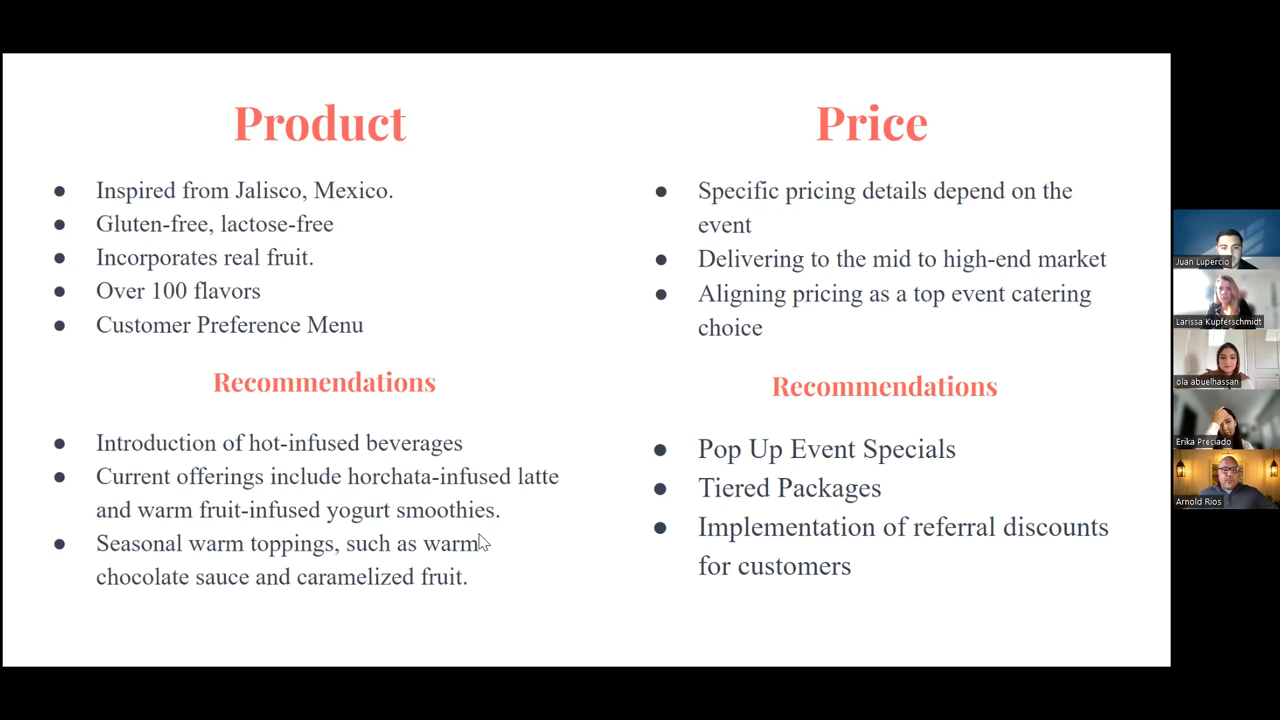 Product
● Inspired from Jalisco, Mexico.
● Gluten-free, lactose-free
● Incorporates real fruit.
● Over 100 flavors
● Customer Preference Menu
Recommendations
● Introduction of hot-infused beverages
● Current offerings include horchata-infused latte
and warm fruit-infused yogurt smoothies.
● Seasonal warm toppings, such as warm
chocolate sauce and caramelized fruit.
Price
● Specific pricing details depend on the
event
● Delivering to the mid to high-end market
● Aligning pricing as a top event catering
choice
Recommendations
● Pop Up Event Specials
● Tiered Packages
● Implementation of referral discounts
for customers
Juan Lupercio
Larissa Kupferschmidt
ola abuelhassan
Erika Preciado
Arnold Rios